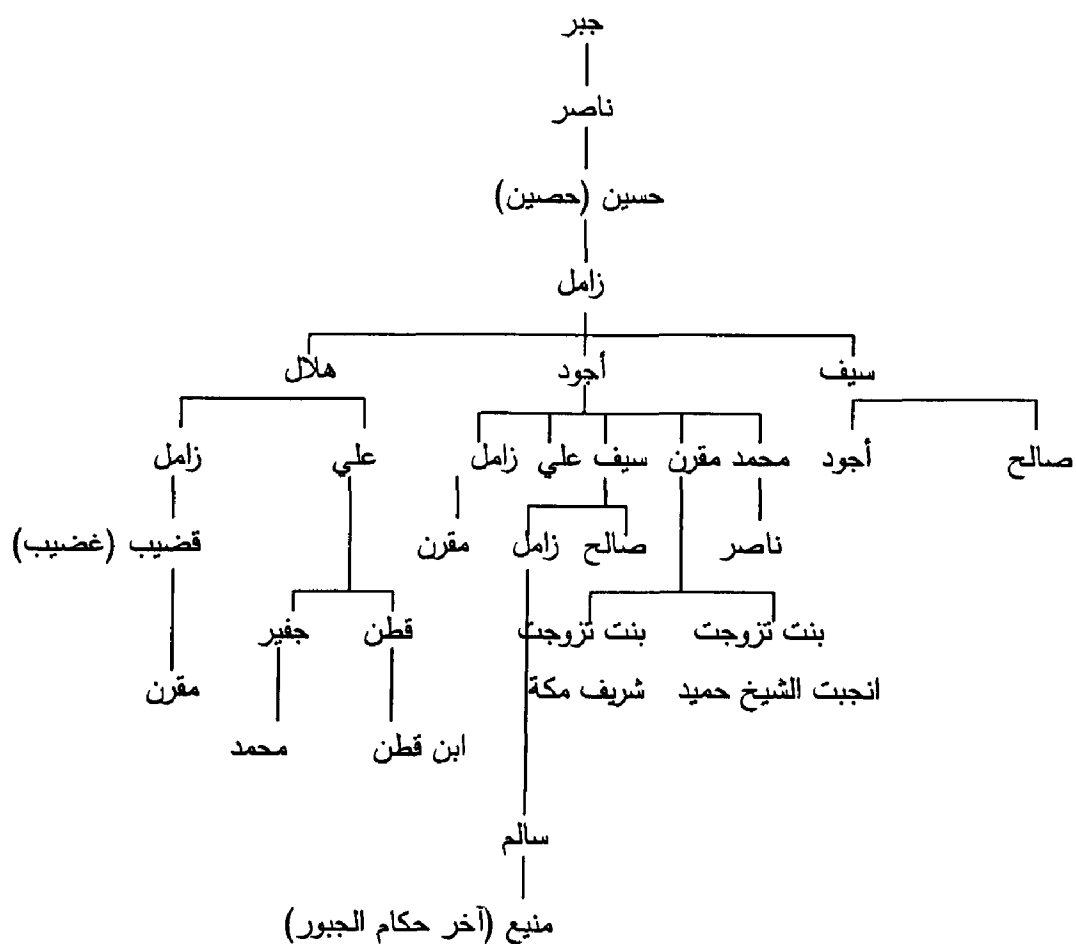 جبر
ناصر
حسين (حصين)
زامل
سيف أجود هلال
صالح أجود محمد مقرن سيف علي زامل علي زامل
ناصر صالح زامل مقرن قضيب (غضيب)
بنت تزوجت بنت تزوجت قطن جفير
انجبت الشيخ حميد شريف مكة مقرن
ابن قطن محمد
سالم
منيع (آخر حكام الجبور)